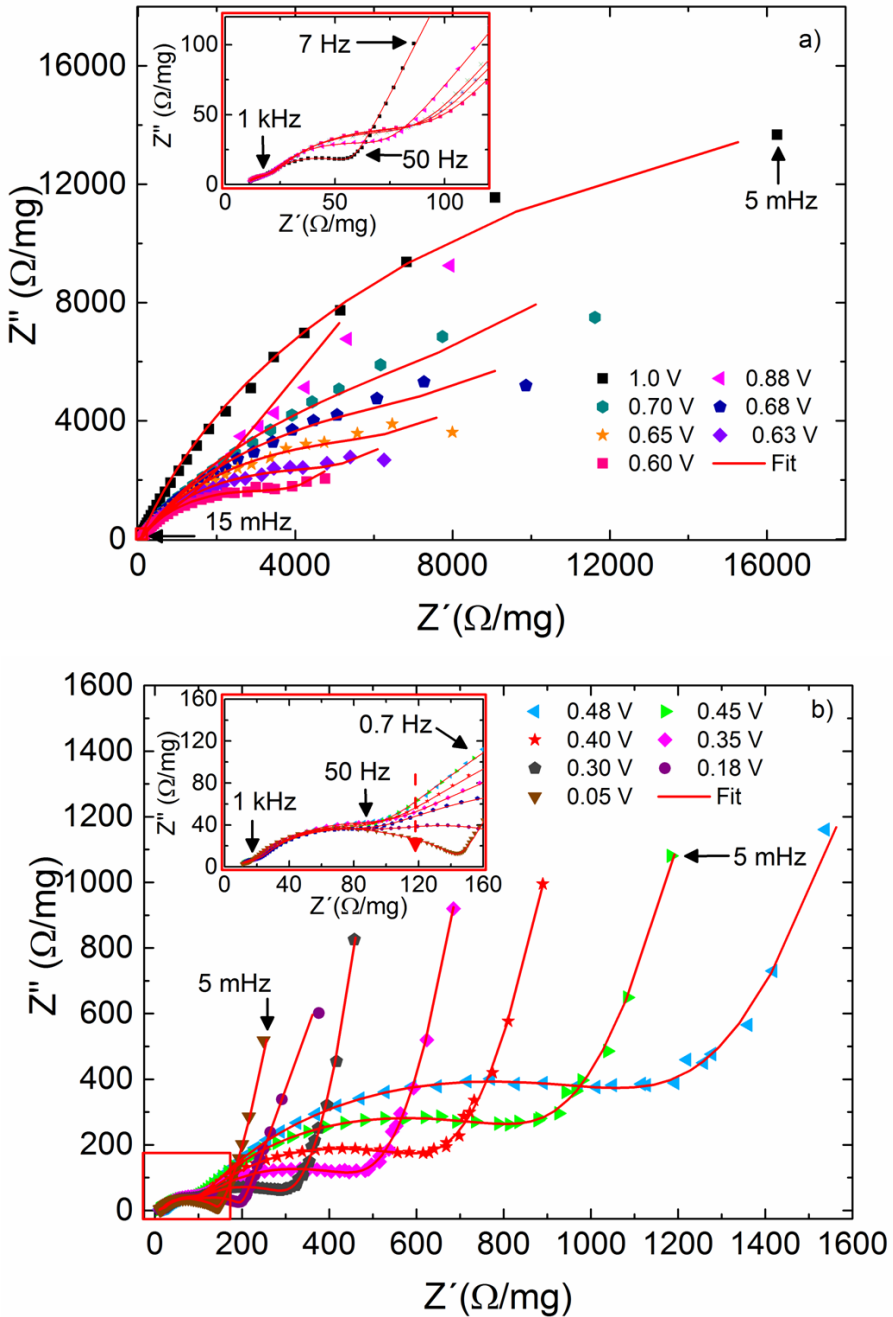 a)
Z'' (Ω/mg)
16000
12000
8000
4000
0
0 4000 8000 12000 16000
Z´(Ω/mg)
Z'' (Ω/mg)
100
50
25
0
50 100
Z´(Ω/mg)
7 Hz
1 kHz
50 Hz
5 mHz
15 mHz
1.0 V 0.88 V
0.70 V 0.68 V
0.65 V 0.63 V
0.60 V Fit
b)
Z'' (Ω/mg)
1600
1400
1200
1000
800
600
400
200
0
0 200 400 600 800 1000 1200 1400 1600
Z´(Ω/mg)
Z'' (Ω/mg)
160
120
80
40
0
0 40 80 120 160
Z´(Ω/mg)
0.7 Hz
50 Hz
1 kHz
5 mHz
5 mHz
0.48 V 0.45 V
0.40 V 0.35 V
0.30 V 0.18 V
0.05 V Fit